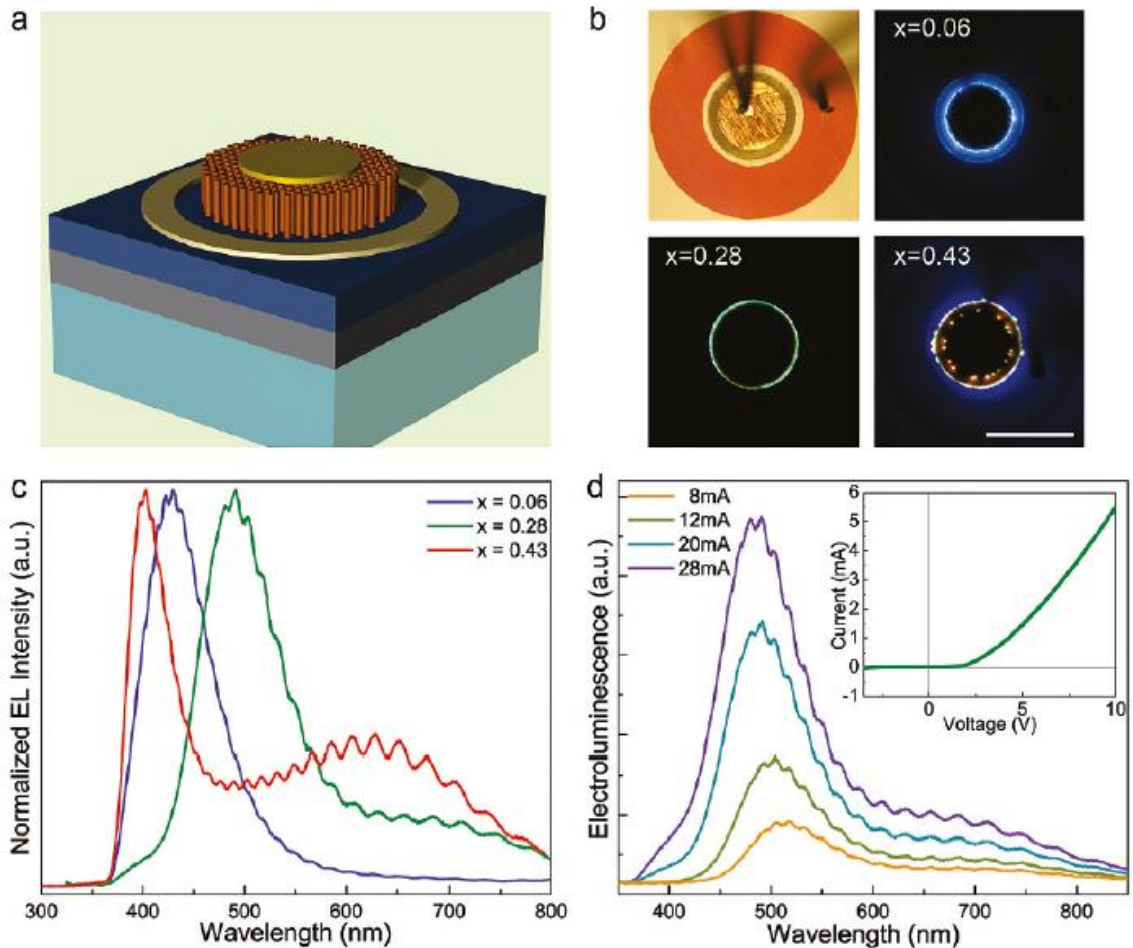 a
b
x=0.06
x=0.28
x=0.43
c
Normalized EL Intensity (a.u.)
x = 0.06
x = 0.28
x = 0.43
300 400 500 600 700 800
Wavelength (nm)
d
Electroluminescence (a.u.)
8mA
12mA
20mA
28mA
Current (mA)
6
5
4
3
2
1
0
-1
0 5 10
Voltage (V)
400 500 600 700 800
Wavelength (nm)